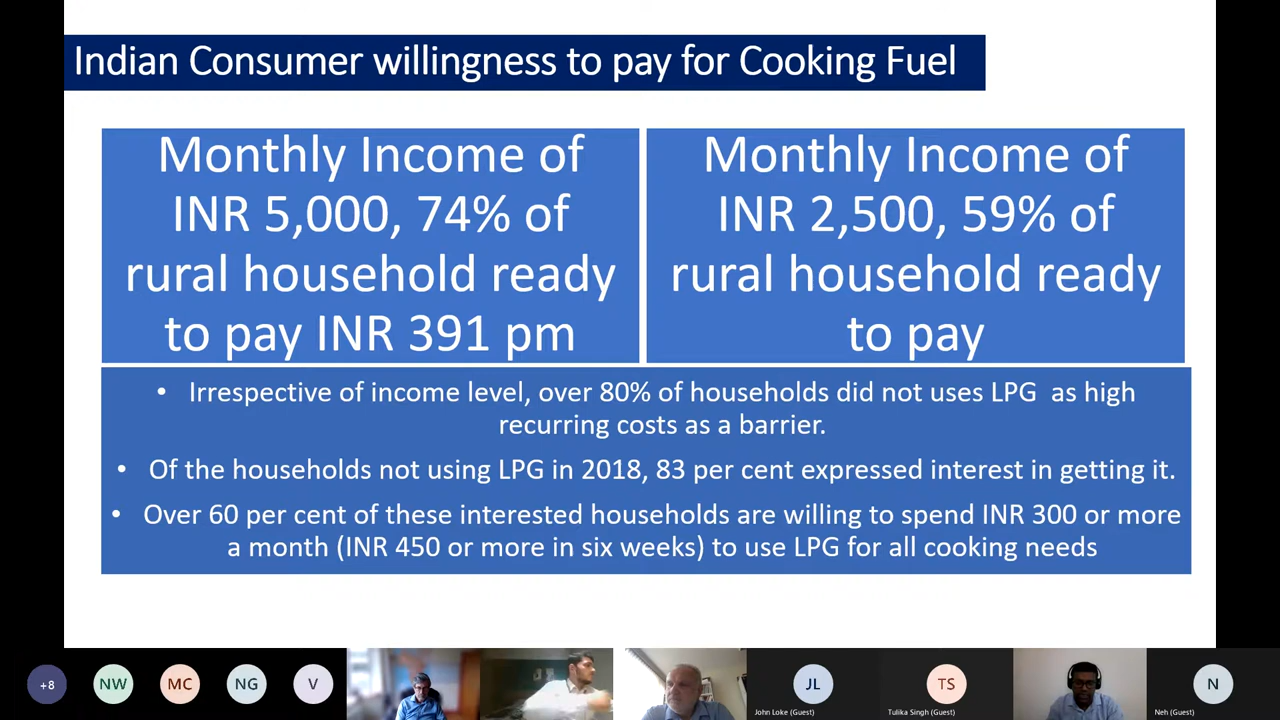 Indian Consumer willingness to pay for Cooking Fuel
Monthly Income of
INR 5,000, 74% of
rural household ready
to pay INR 391 pm
Monthly Income of
INR 2,500, 59% of
rural household ready
to pay
• Irrespective of income level, over 80% of households did not uses LPG as high
recurring costs as a barrier.
• Of the households not using LPG in 2018, 83 per cent expressed interest in getting it.
• Over 60 per cent of these interested households are willing to spend INR 300 or more
a month (INR 450 or more in six weeks) to use LPG for all cooking needs
+8
NW
MC
NG
V
JL
John Loke (Guest)
TS
Tulika Singh (Guest)
N
Neh (Guest)